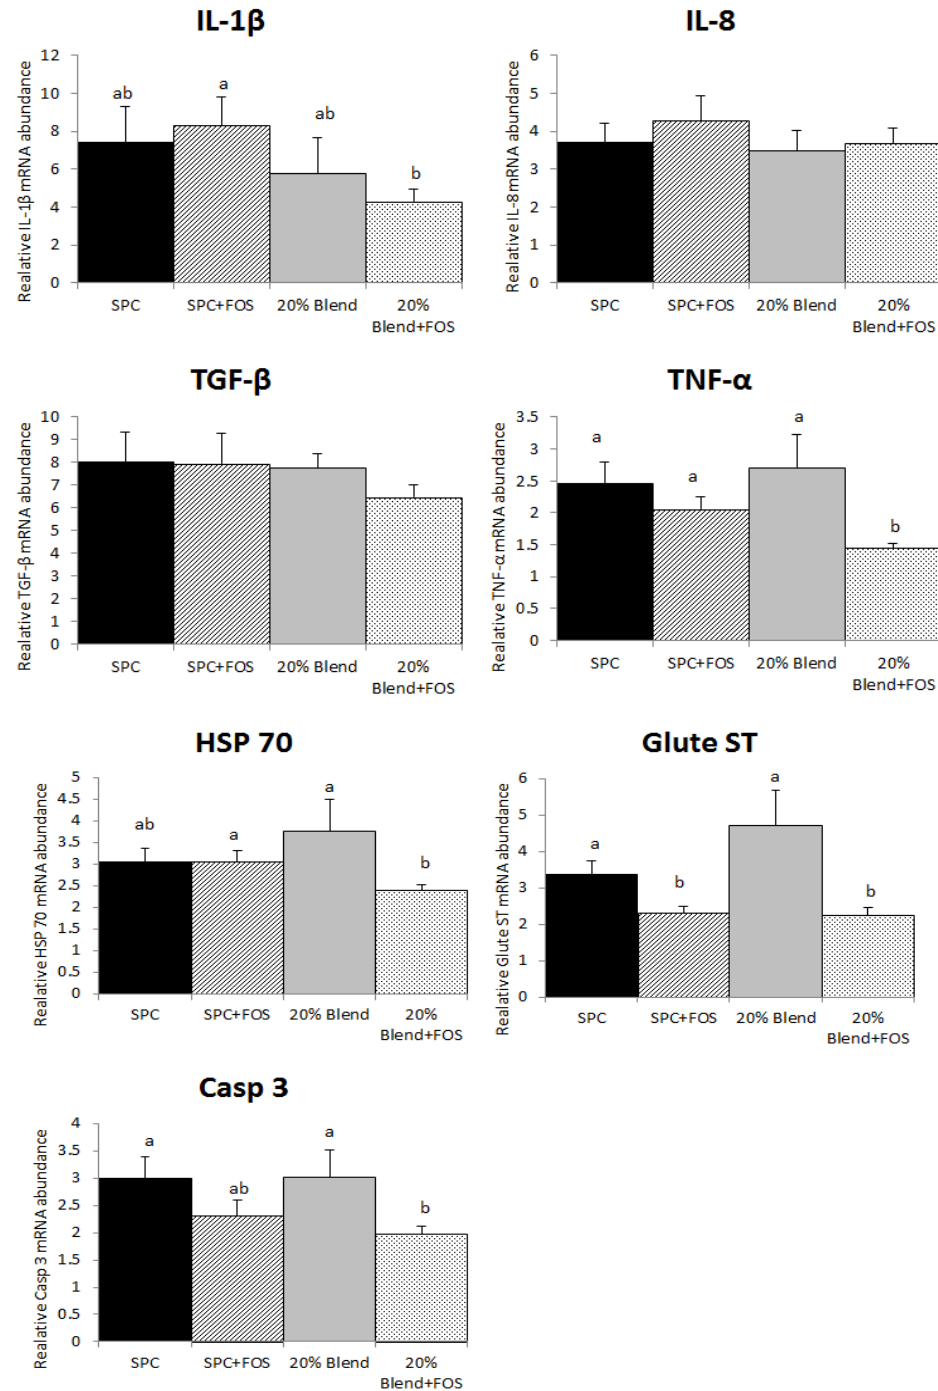 IL-1β
Realative IL-1β mRNA abundance
12
10
8
6
4
2
0
ab
a
ab
b
SPC
SPC+FOS
20% Blend
20%
Blend+FOS
IL-8
Realative IL-8mRNA abundance
6
5
4
3
2
1
0
SPC
SPC+FOS
20% Blend
20%
Blend+FOS
TGF-β
Realative TGF-β mRNA abundance
10
9
8
7
6
5
4
3
2
1
0
SPC
SPC+FOS
20% Blend
20%
Blend+FOS
TNF-α
Realative TNF-α mRNA abundance
3.5
3
2.5
2
1.5
1
0.5
0
a
a
a
b
SPC
SPC+FOS
20% Blend
20%
Blend+FOS
HSP 70
Realative HSP 70 mRNA abundance
5
4.5
4
3.5
3
2.5
2
1.5
1
0.5
0
ab
a
a
b
SPC
SPC+FOS
20% Blend
20%
Blend+FOS
Glute ST
Realative Glute ST mRNA abundance
6
5
4
3
2
1
0
a
b
a
b
SPC
SPC+FOS
20% Blend
20%
Blend+FOS
Casp 3
Realative Casp 3 mRNA abundance
4
3.5
3
2.5
2
1.5
1
0.5
0
a
ab
a
b
SPC
SPC+FOS
20% Blend
20%
Blend+FOS